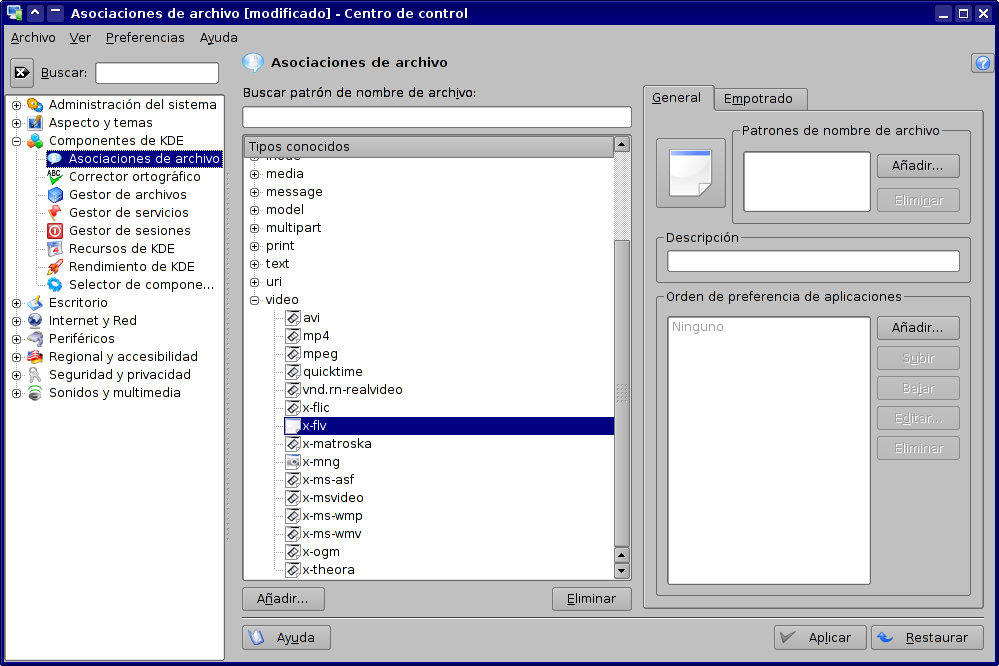 Asociaciones de archivo [modificado] - Centro de control
Archivo Ver Preferencias Ayuda
Buscar:
Administración del sistema
Aspecto y temas
Componentes de KDE
Asociaciones de archivo
ABC
Corrector ortográfico
Gestor de archivos
Gestor de servicios
Gestor de sesiones
Recursos de KDE
Rendimiento de KDE
Selector de compone...
Escritorio
Internet y Red
Periféricos
Regional y accesibilidad
Seguridad y privacidad
Sonidos y multimedia
Asociaciones de archivo
?
Buscar patrón de nombre de archivo:
Tipos conocidos
inode
media
message
model
multipart
print
text
uri
video
avi
mp4
mpeg
quicktime
vnd.rn-realvideo
x-flic
x-flv
x-matroska
x-mng
x-ms-asf
x-msvideo
x-ms-wmp
x-ms-wmv
x-ogm
x-theora
Añadir... Eliminar
General Empotrado
Patrones de nombre de archivo
Añadir...
Eliminar
Descripción
Orden de preferencia de aplicaciones
Ninguno
Añadir...
Subir
Bajar
Editar...
Eliminar
Ayuda Aplicar Restaurar